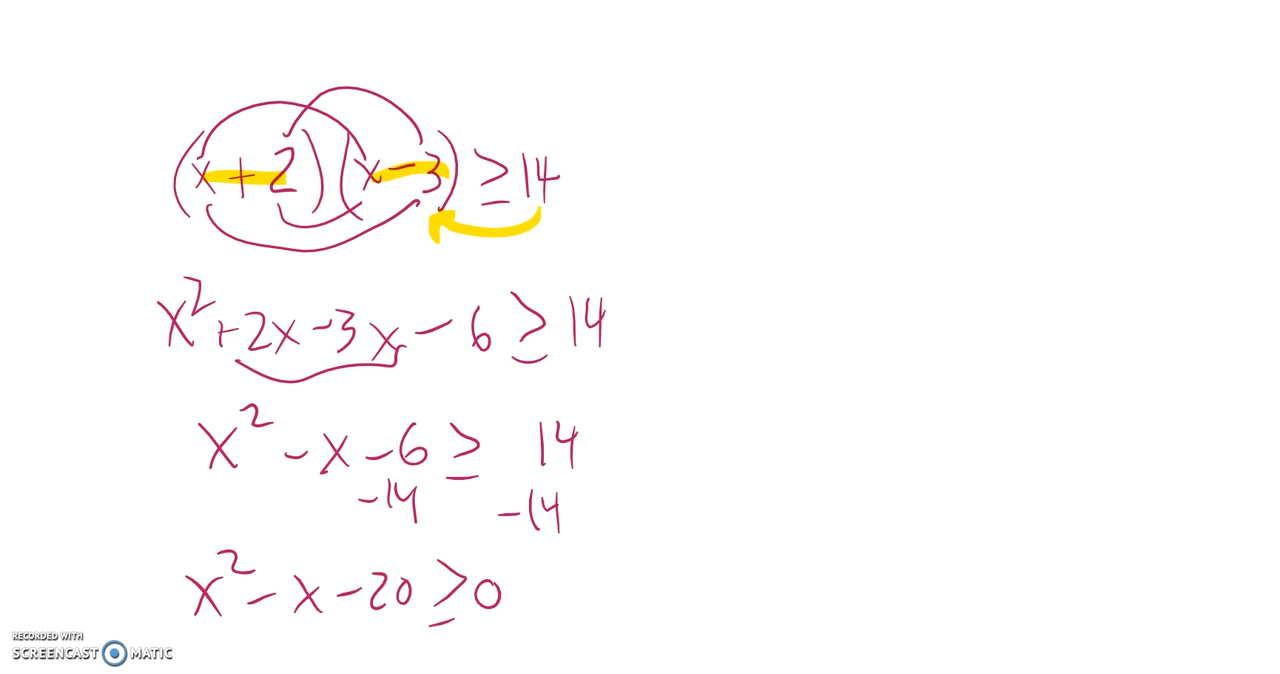 (x + 2)(x - 3) ≥ 14
x² + 2x - 3x - 6 ≥ 14
x² - x - 6 ≥ 14
-14 -14
x² - x - 20 ≥ 0
RECORDED WITH
SCREENCAST MATIC